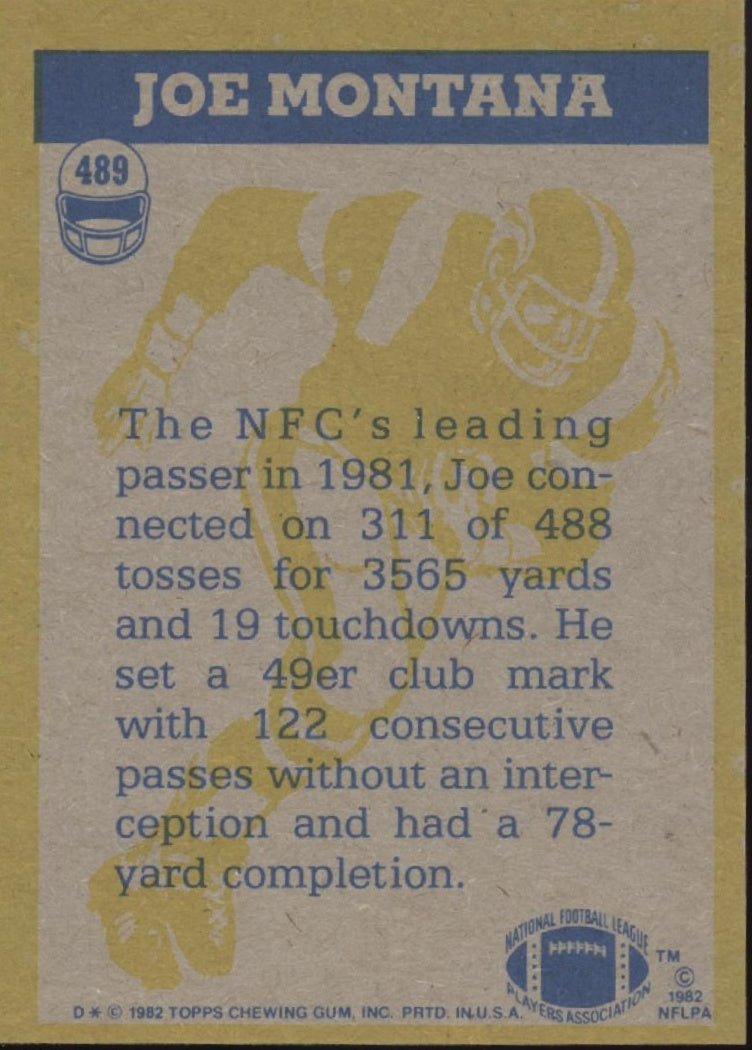 JOE MONTANA
489
The NFC's leading
passer in 1981, Joe con-
nected on 311 of 488
tosses for 3565 yards
and 19 touchdowns. He
set a 49er club mark
with 122 consecutive
passes without an inter-
ception and had a 78-
yard completion.
NATIONAL FOOTBALL LEAGUE
PLAYERS ASSOCIATION
TM
©
1982
NFLPA
D * © 1982 TOPPS CHEWING GUM, INC. PRTD. IN U.S.A.